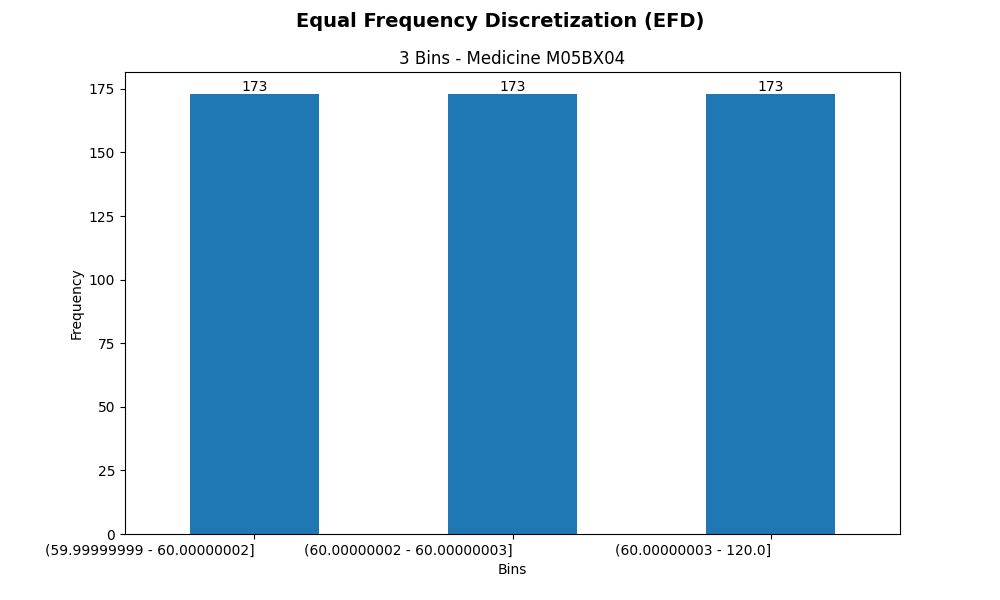 Equal Frequency Discretization (EFD)
3 Bins - Medicine M05BX04
173 173 173
175
150
125
100
75
50
25
0
Frequency
(59.99999999 - 60.00000002] (60.00000002 - 60.00000003] (60.00000003 - 120.0]
Bins